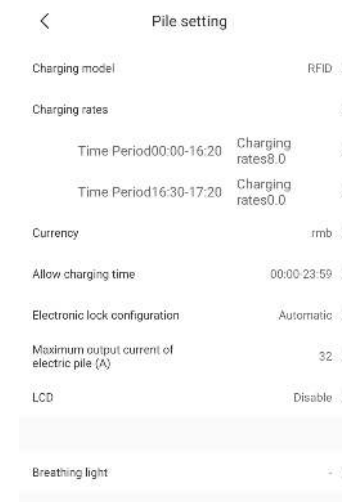 Pile setting
Charging model RFID
Charging rates
Time Period00:00-16:20 Charging rates8.0
Time Period16:30-17:20 Charging rates0.0
Currency rmb
Allow charging time 00:00-23:59
Electronic lock configuration Automatic
Maximum output current of
electric pile (A) 32
LCD Disable
Breathing light -